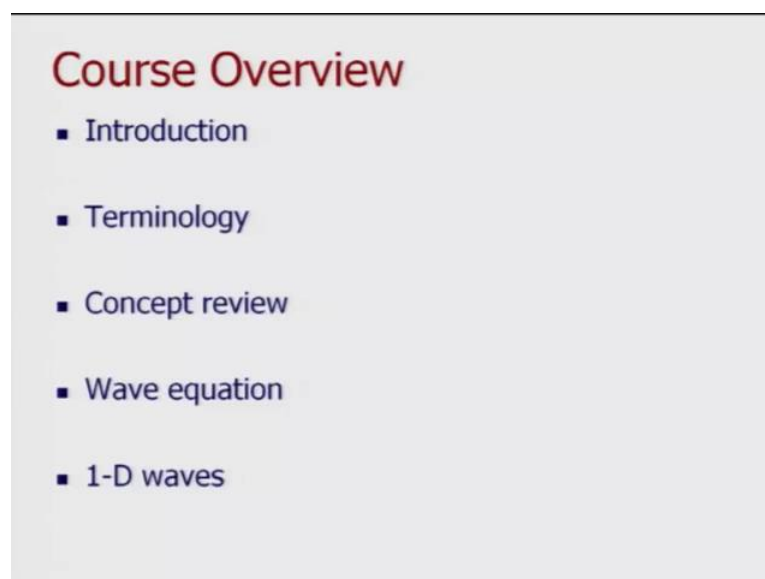 Course Overview
Introduction
Terminology
Concept review
Wave equation
1-D waves